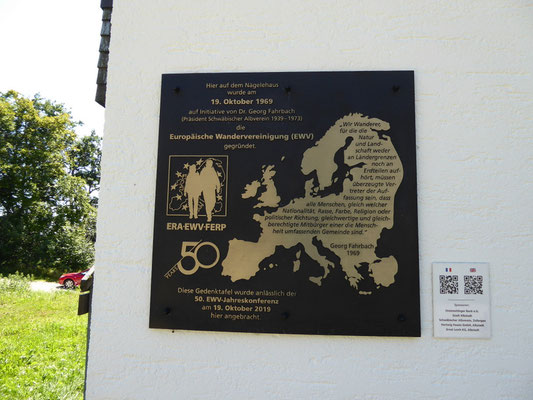 Hier auf dem Nägelehaus
wurde am
19. Oktober 1969
auf Initiative von Dr. Georg Fahrbach
(Präsident Schwäbischer Albverein 1939 -1973)
die
Europäische Wandervereinigung (EWV)
gegründet.
ERA-EWV-FERP
YEARS 50
Diese Gedenktafel wurde anlässlich der
50. EWV-Jahreskonferenz
am 19. Oktober 2019
hier angebracht.
„Wir Wanderer,
für die die
Natur
und Land-
schaft weder
an Ländergrenzen
noch an
Erdteilen auf-
hört, müssen
überzeugte Ver-
treter der Auf-
fassung sein, dass
alle Menschen, gleich welcher
Nationalität, Rasse, Farbe, Religion oder
politischer Richtung, gleichwertige und gleich-
berechtigte Mitbürger einer die Mensch-
heit umfassenden Gemeinde sind."
Georg Fahrbach
1969